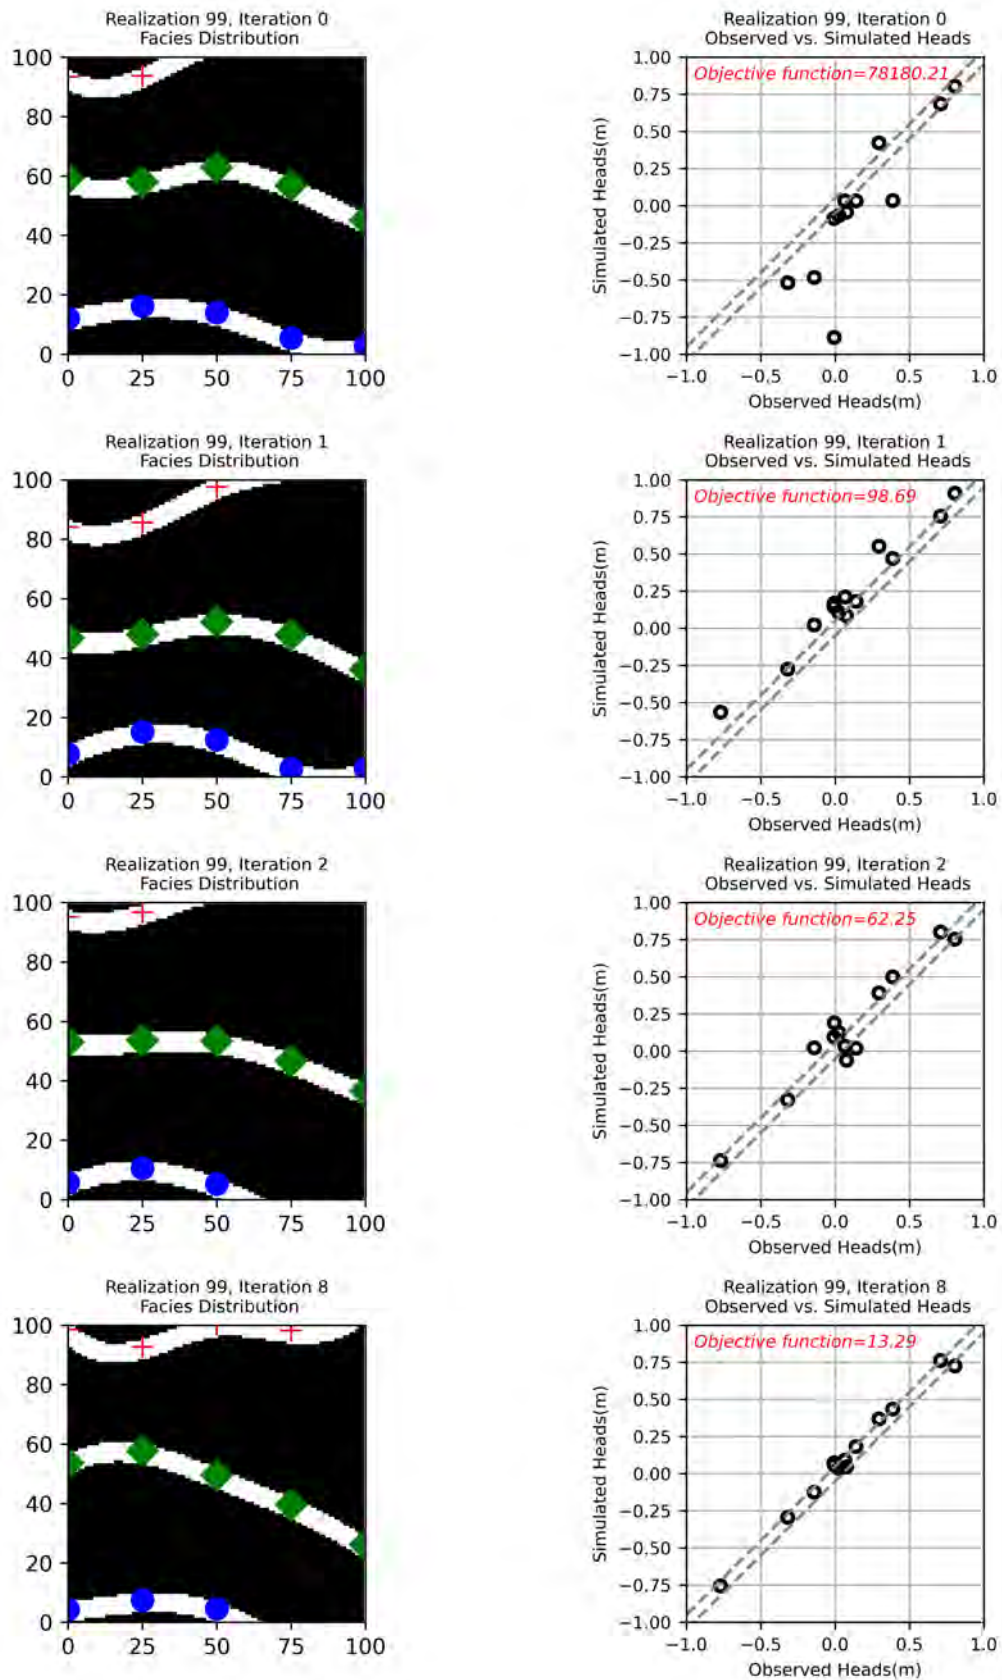 Realization 99, Iteration 0
Facies Distribution
100
80
60
40
20
0
0 25 50 75 100
Realization 99, Iteration 0
Observed vs. Simulated Heads
Objective function=78180.21
Simulated Heads(m)
1.00
0.75
0.50
0.25
0.00
−0.25
−0.50
−0.75
−1.00
−1.0 −0.5 0.0 0.5 1.0
Observed Heads(m)
Realization 99, Iteration 1
Facies Distribution
100
80
60
40
20
0
0 25 50 75 100
Realization 99, Iteration 1
Observed vs. Simulated Heads
Objective function=98.69
Simulated Heads(m)
1.00
0.75
0.50
0.25
0.00
−0.25
−0.50
−0.75
−1.00
−1.0 −0.5 0.0 0.5 1.0
Observed Heads(m)
Realization 99, Iteration 2
Facies Distribution
100
80
60
40
20
0
0 25 50 75 100
Realization 99, Iteration 2
Observed vs. Simulated Heads
Objective function=62.25
Simulated Heads(m)
1.00
0.75
0.50
0.25
0.00
−0.25
−0.50
−0.75
−1.00
−1.0 −0.5 0.0 0.5 1.0
Observed Heads(m)
Realization 99, Iteration 8
Facies Distribution
100
80
60
40
20
0
0 25 50 75 100
Realization 99, Iteration 8
Observed vs. Simulated Heads
Objective function=13.29
Simulated Heads(m)
1.00
0.75
0.50
0.25
0.00
−0.25
−0.50
−0.75
−1.00
−1.0 −0.5 0.0 0.5 1.0
Observed Heads(m)